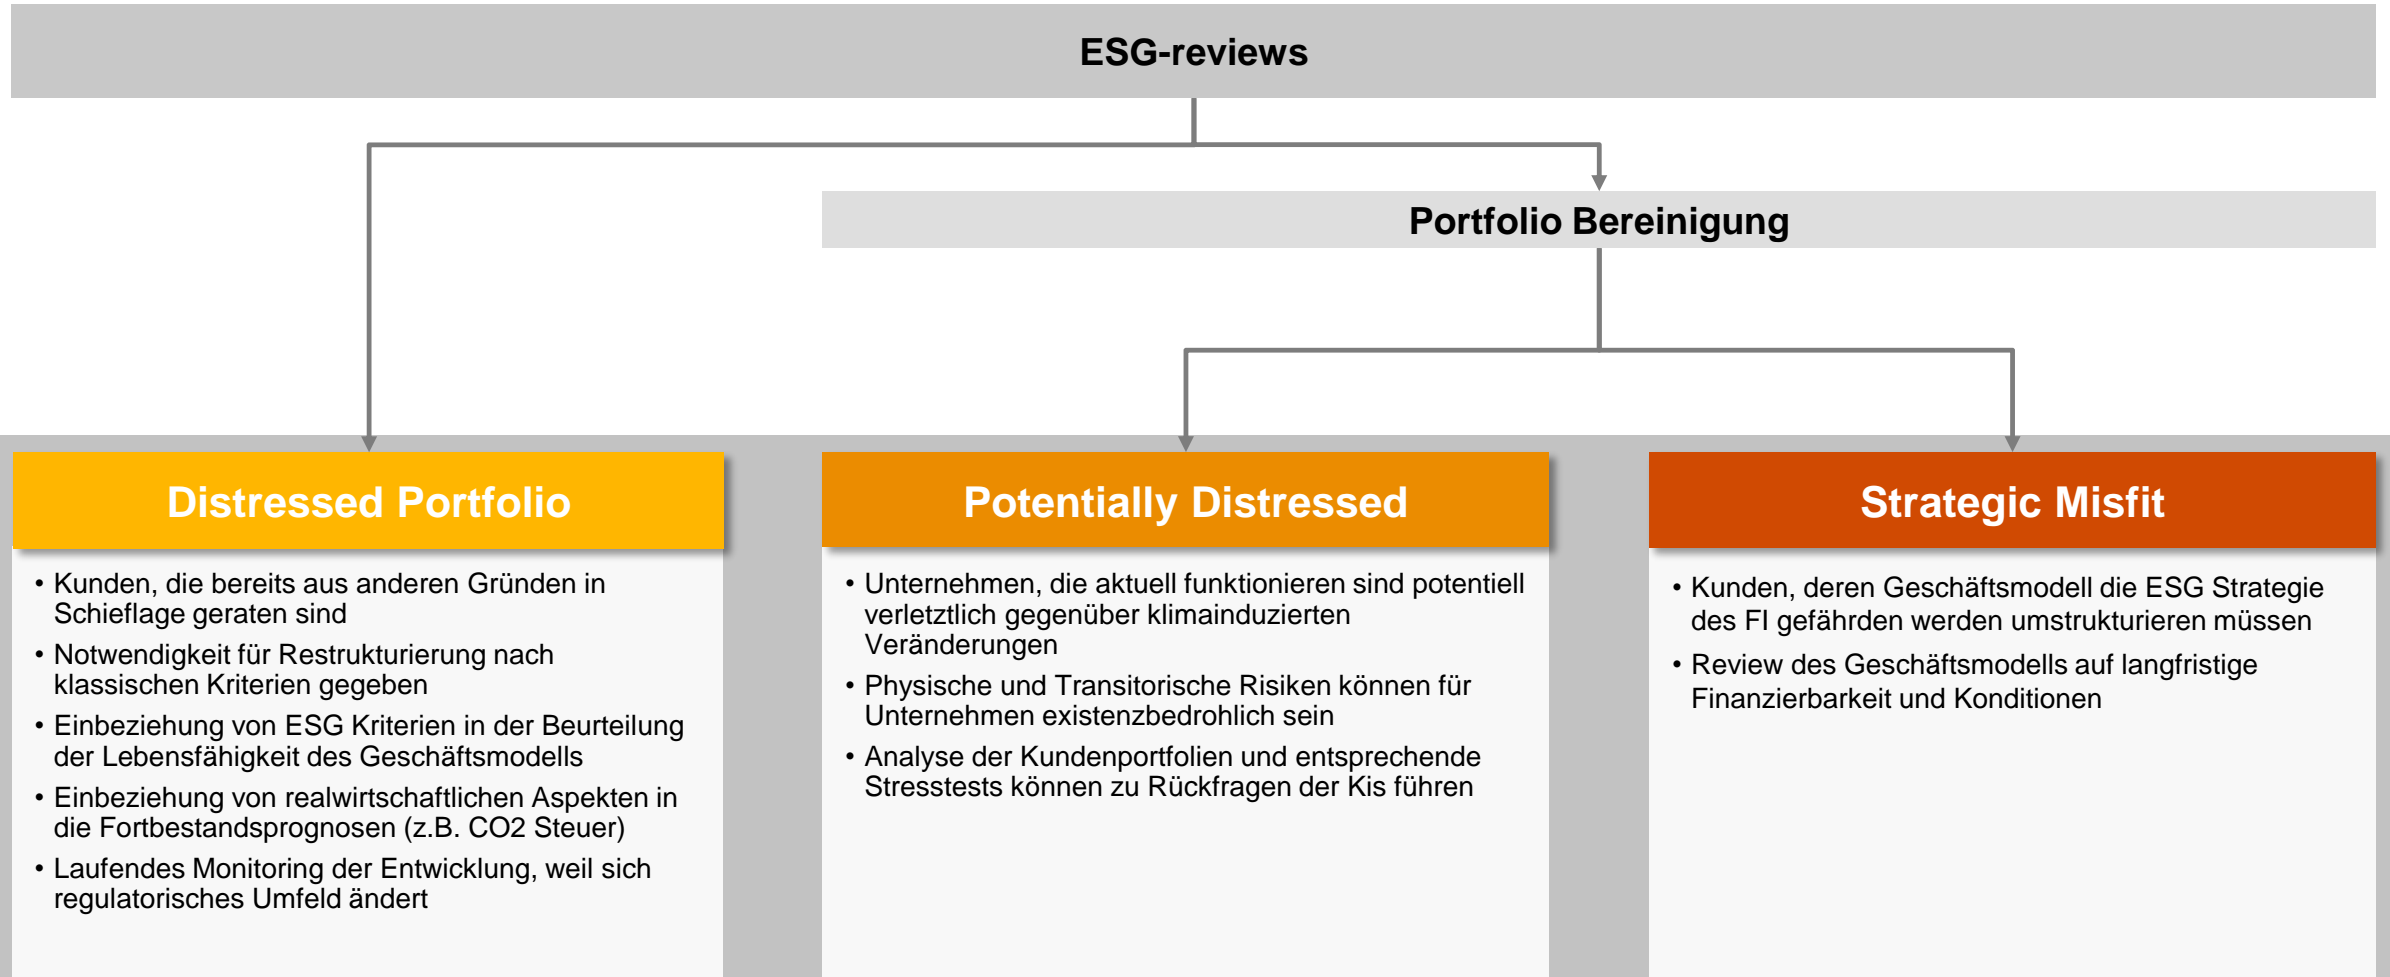 ESG-reviews
Portfolio Bereinigung
Distressed Portfolio
• Kunden, die bereits aus anderen Gründen in
Schieflage geraten sind
• Notwendigkeit für Restrukturierung nach
klassischen Kriterien gegeben
• Einbeziehung von ESG Kriterien in der Beurteilung
der Lebensfähigkeit des Geschäftsmodells
• Einbeziehung von realwirtschaftlichen Aspekten in
die Fortbestandsprognosen (z.B. CO2 Steuer)
• Laufendes Monitoring der Entwicklung, weil sich
regulatorisches Umfeld ändert
Potentially Distressed
• Unternehmen, die aktuell funktionieren sind potentiell
verletztlich gegenüber klimainduzierten
Veränderungen
• Physische und Transitorische Risiken können für
Unternehmen existenzbedrohlich sein
• Analyse der Kundenportfolien und entsprechende
Stresstests können zu Rückfragen der Kis führen
Strategic Misfit
• Kunden, deren Geschäftsmodell die ESG Strategie
des FI gefährden werden umstrukturieren müssen
• Review des Geschäftsmodells auf langfristige
Finanzierbarkeit und Konditionen